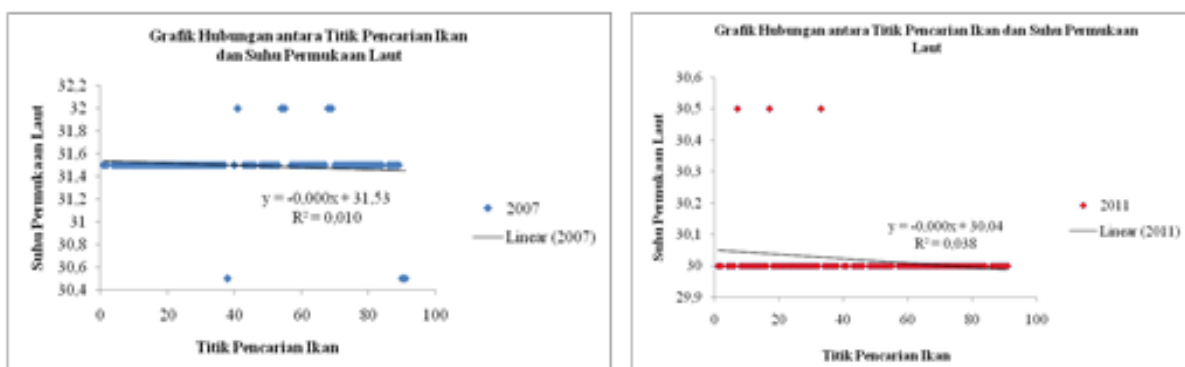 Grafik Hubungan antara Titik Pencarian Ikan
dan Suhu Permukaan Laut
Suhu Permukaan Laut
32,2
32
31,8
31,6
31,4
31,2
31
30,8
30,6
30,4
0
20
40
60
80
100
Titik Pencarian Ikan
y = -0,000x + 31,53
R² = 0,010
2007
Linear (2007)
Grafik Hubungan antara Titik Pencarian Ikan dan Suhu Permukaan
Laut
Suhu Permukaan Laut
30,6
30,5
30,4
30,3
30,2
30,1
30
29,9
0
20
40
60
80
100
Titik Pencarian Ikan
y = -0,000x + 30,04
R² = 0,038
2011
Linear (2011)